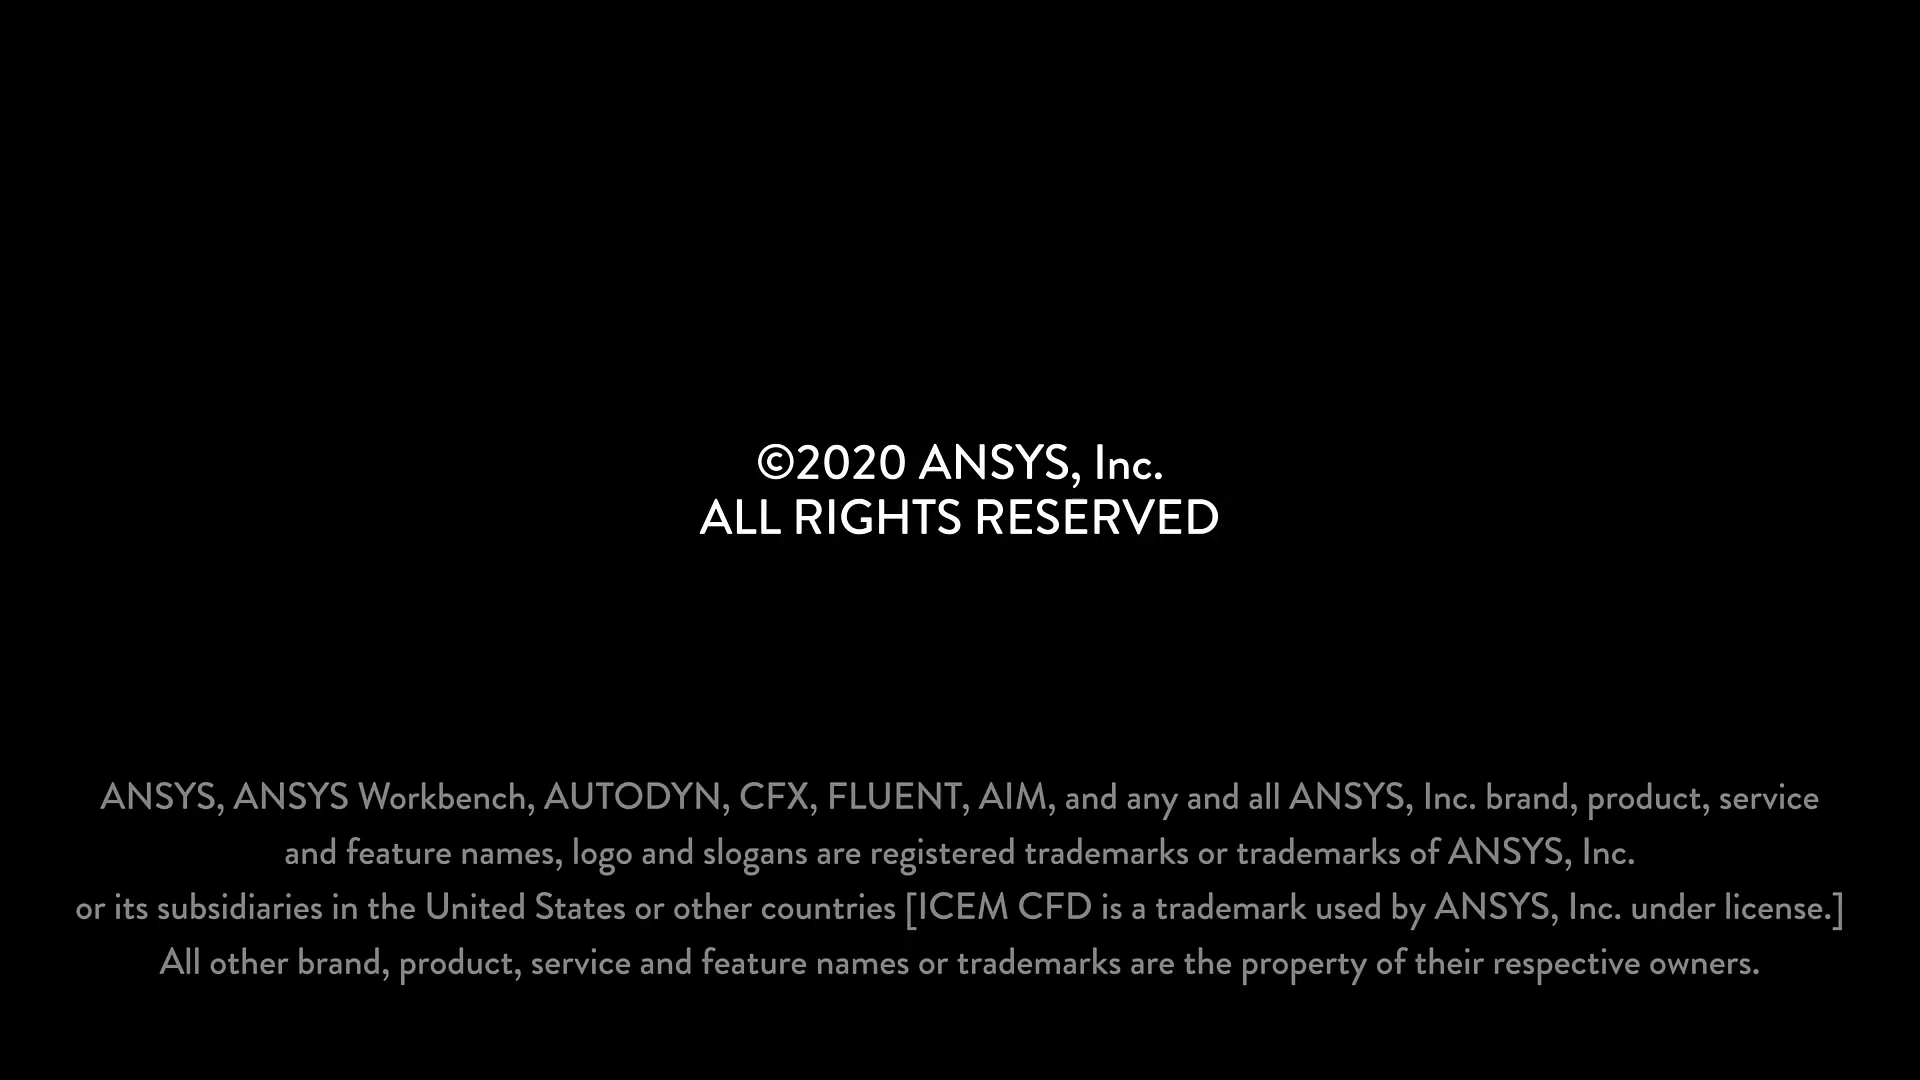 ©2020 ANSYS, Inc.
ALL RIGHTS RESERVED
ANSYS, ANSYS Workbench, AUTODYN, CFX, FLUENT, AIM, and any and all ANSYS, Inc. brand, product, service
and feature names, logo and slogans are registered trademarks or trademarks of ANSYS, Inc.
or its subsidiaries in the United States or other countries [ICEM CFD is a trademark used by ANSYS, Inc. under license.]
All other brand, product, service and feature names or trademarks are the property of their respective owners.